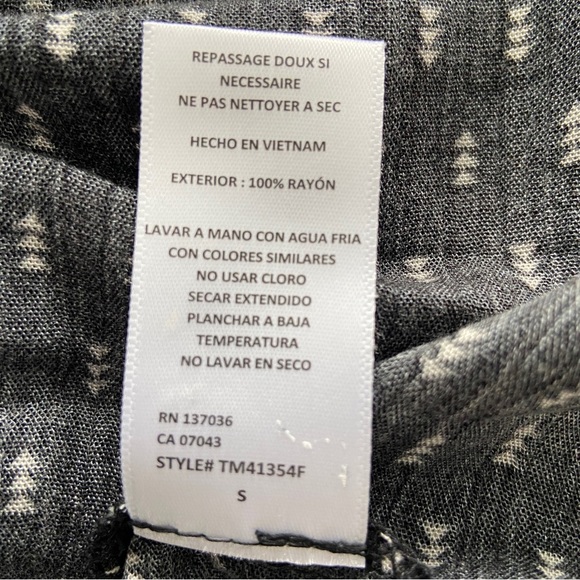 REPASSAGE DOUX SI
NECESSAIRE
NE PAS NETTOYER A SEC
HECHO EN VIETNAM
EXTERIOR : 100% RAYÓN
LAVAR A MANO CON AGUA FRIA
CON COLORES SIMILARES
NO USAR CLORO
SECAR EXTENDIDO
PLANCHAR A BAJA
TEMPERATURA
NO LAVAR EN SECO
RN 137036
CA 07043
STYLE# TM41354F
S